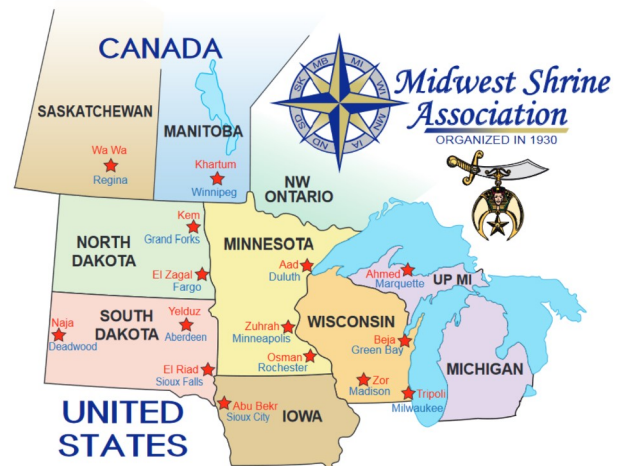 CANADA
SASKATCHEWAN
Wa Wa
Regina
MANITOBA
Khartum
Winnipeg
NW
ONTARIO
MB
MI
WI
MN
IA
ND
SD
SK
Midwest Shrine
Association
ORGANIZED IN 1930
NORTH
DAKOTA
Kem
Grand Forks
El Zagal
Fargo
MINNESOTA
Aad
Duluth
Zuhrah
Minneapolis
Osman
Rochester
Ahmed
Marquette
UP MI
SOUTH
DAKOTA
Naja
Deadwood
Yelduz
Aberdeen
El Riad
Sioux Falls
WISCONSIN
Beja
Green Bay
Zor
Madison
Tripoli
Milwaukee
MICHIGAN
Abu Bekr
Sioux City
IOWA
UNITED
STATES